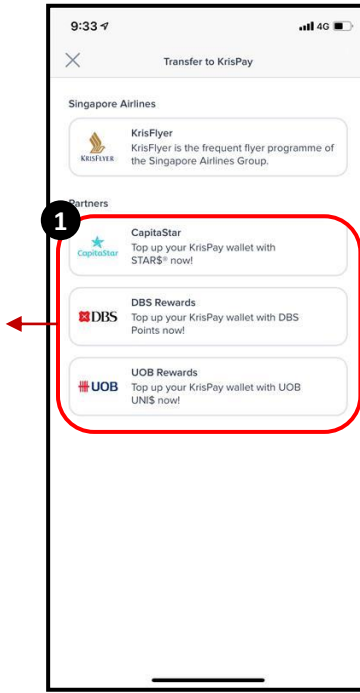 9:33
4G
Transfer to KrisPay
Singapore Airlines
KrisFlyer
KrisFlyer is the frequent flyer programme of
the Singapore Airlines Group.
KRISFLYER
Partners
1
CapitaStar
Top up your KrisPay wallet with
STAR$® now!
CapitaStar
DBS Rewards
Top up your KrisPay wallet with DBS
Points now!
DBS
UOB Rewards
Top up your KrisPay wallet with UOB
UNI$ now!
UOB